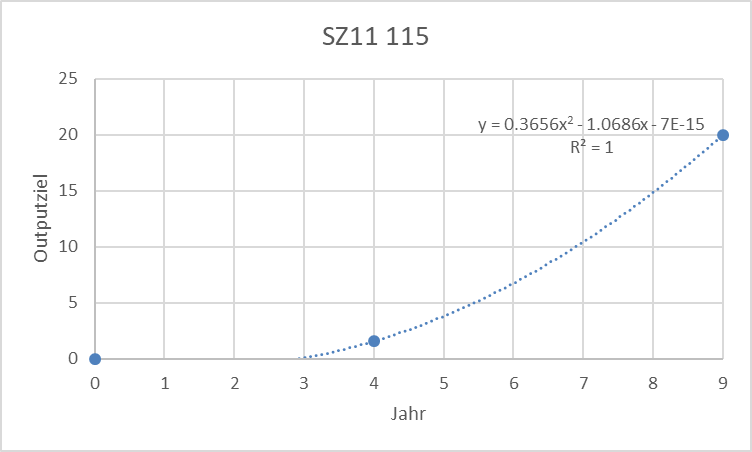 SZ11 115
25
y = 0.3656x² - 1.0686x - 7E-15
20
R² = 1
15
Outputziel
10
5
0
0 1 2 3 4 5 6 7 8 9
Jahr